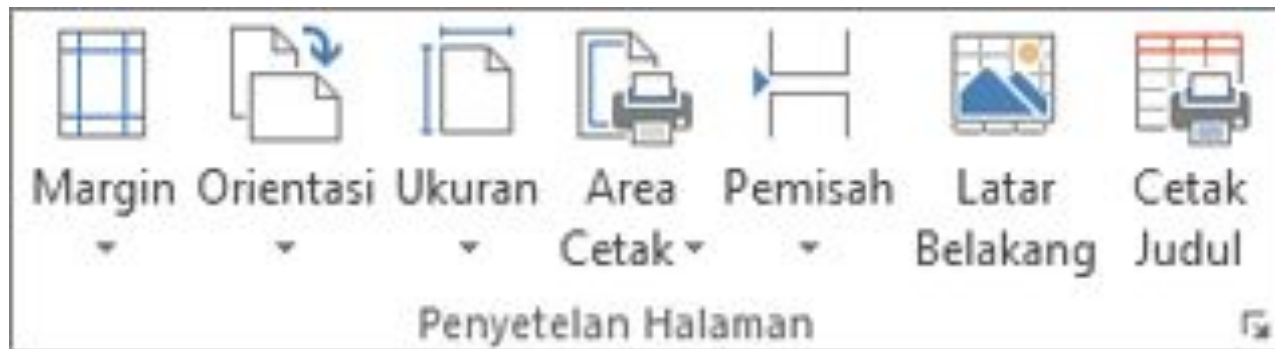 Margin Orientasi Ukuran Area Cetak Pemisah Latar Belakang Cetak Judul
Penyetelan Halaman